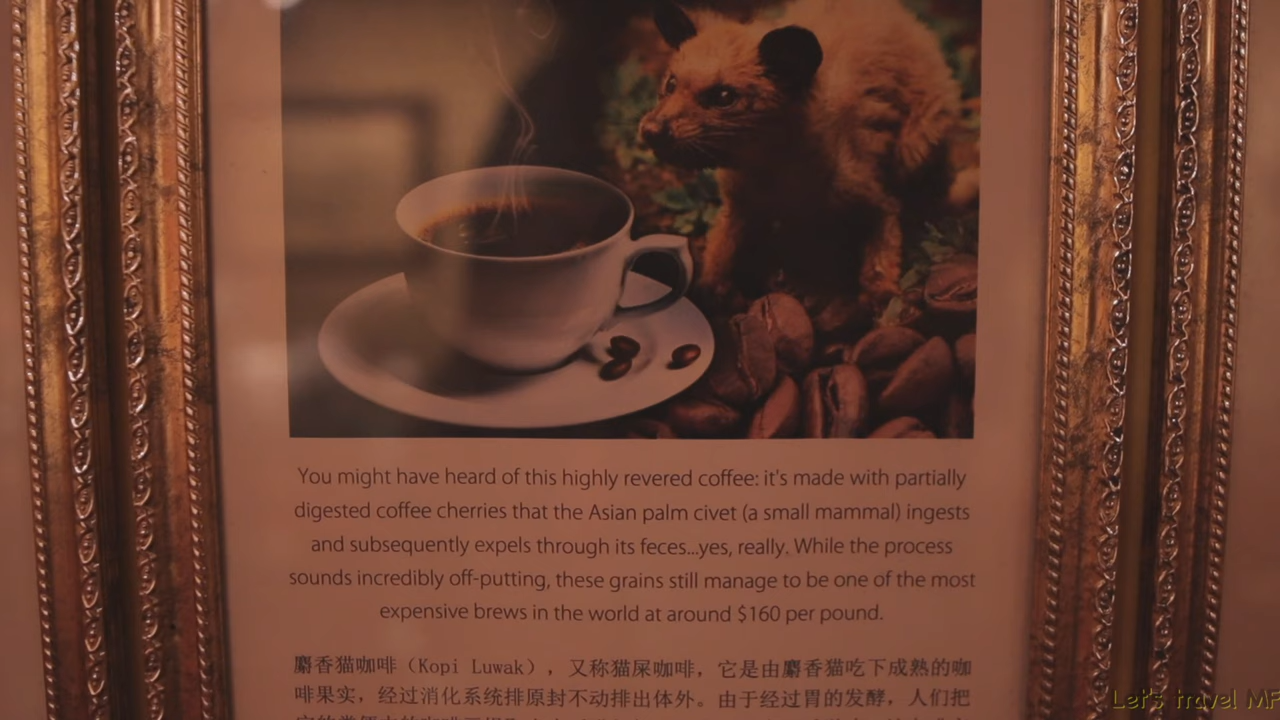 You might have heard of this highly revered coffee: it's made with partially
digested coffee cherries that the Asian palm civet (a small mammal) ingests
and subsequently expels through its feces...yes, really. While the process
sounds incredibly off-putting, these grains still manage to be one of the most
expensive brews in the world at around $160 per pound.
麝香猫咖啡（Kopi Luwak），又称猫屎咖啡，它是由麝香猫吃下成熟的咖
啡果实，经过消化系统排原封不动排出体外。由于经过胃的发酵，人们把
Let's travel MF